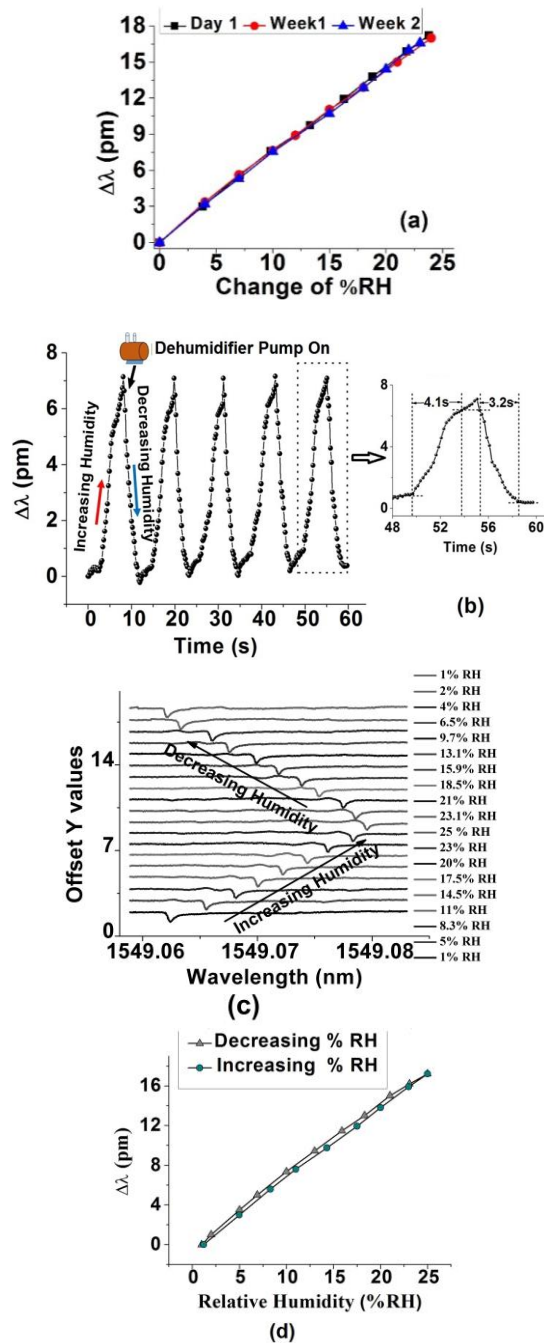 18
Day 1 Week1 Week 2
15
12
9
6
3
0
Δλ (pm)
(a)
0 5 10 15 20 25
Change of %RH
Dehumidifier Pump On
8
6
4
2
0
Δλ (pm)
Increasing Humidity
Decreasing Humidity
0 10 20 30 40 50 60
Time (s)
8
4.1s 3.2s
4
0
48 52 56 60
Time (s)
(b)
14
7
0
Offset Y values
Decreasing Humidity
Increasing Humidity
1549.06 1549.07 1549.08
Wavelength (nm)
1% RH
2% RH
4% RH
6.5% RH
9.7% RH
13.1% RH
15.9% RH
18.5% RH
21% RH
23.1% RH
25 % RH
23% RH
20% RH
17.5% RH
14.5% RH
11% RH
8.3% RH
5% RH
1% RH
(c)
Decreasing % RH
Increasing % RH
16
12
8
4
0
Δλ (pm)
0 5 10 15 20 25
Relative Humidity (%RH)
(d)